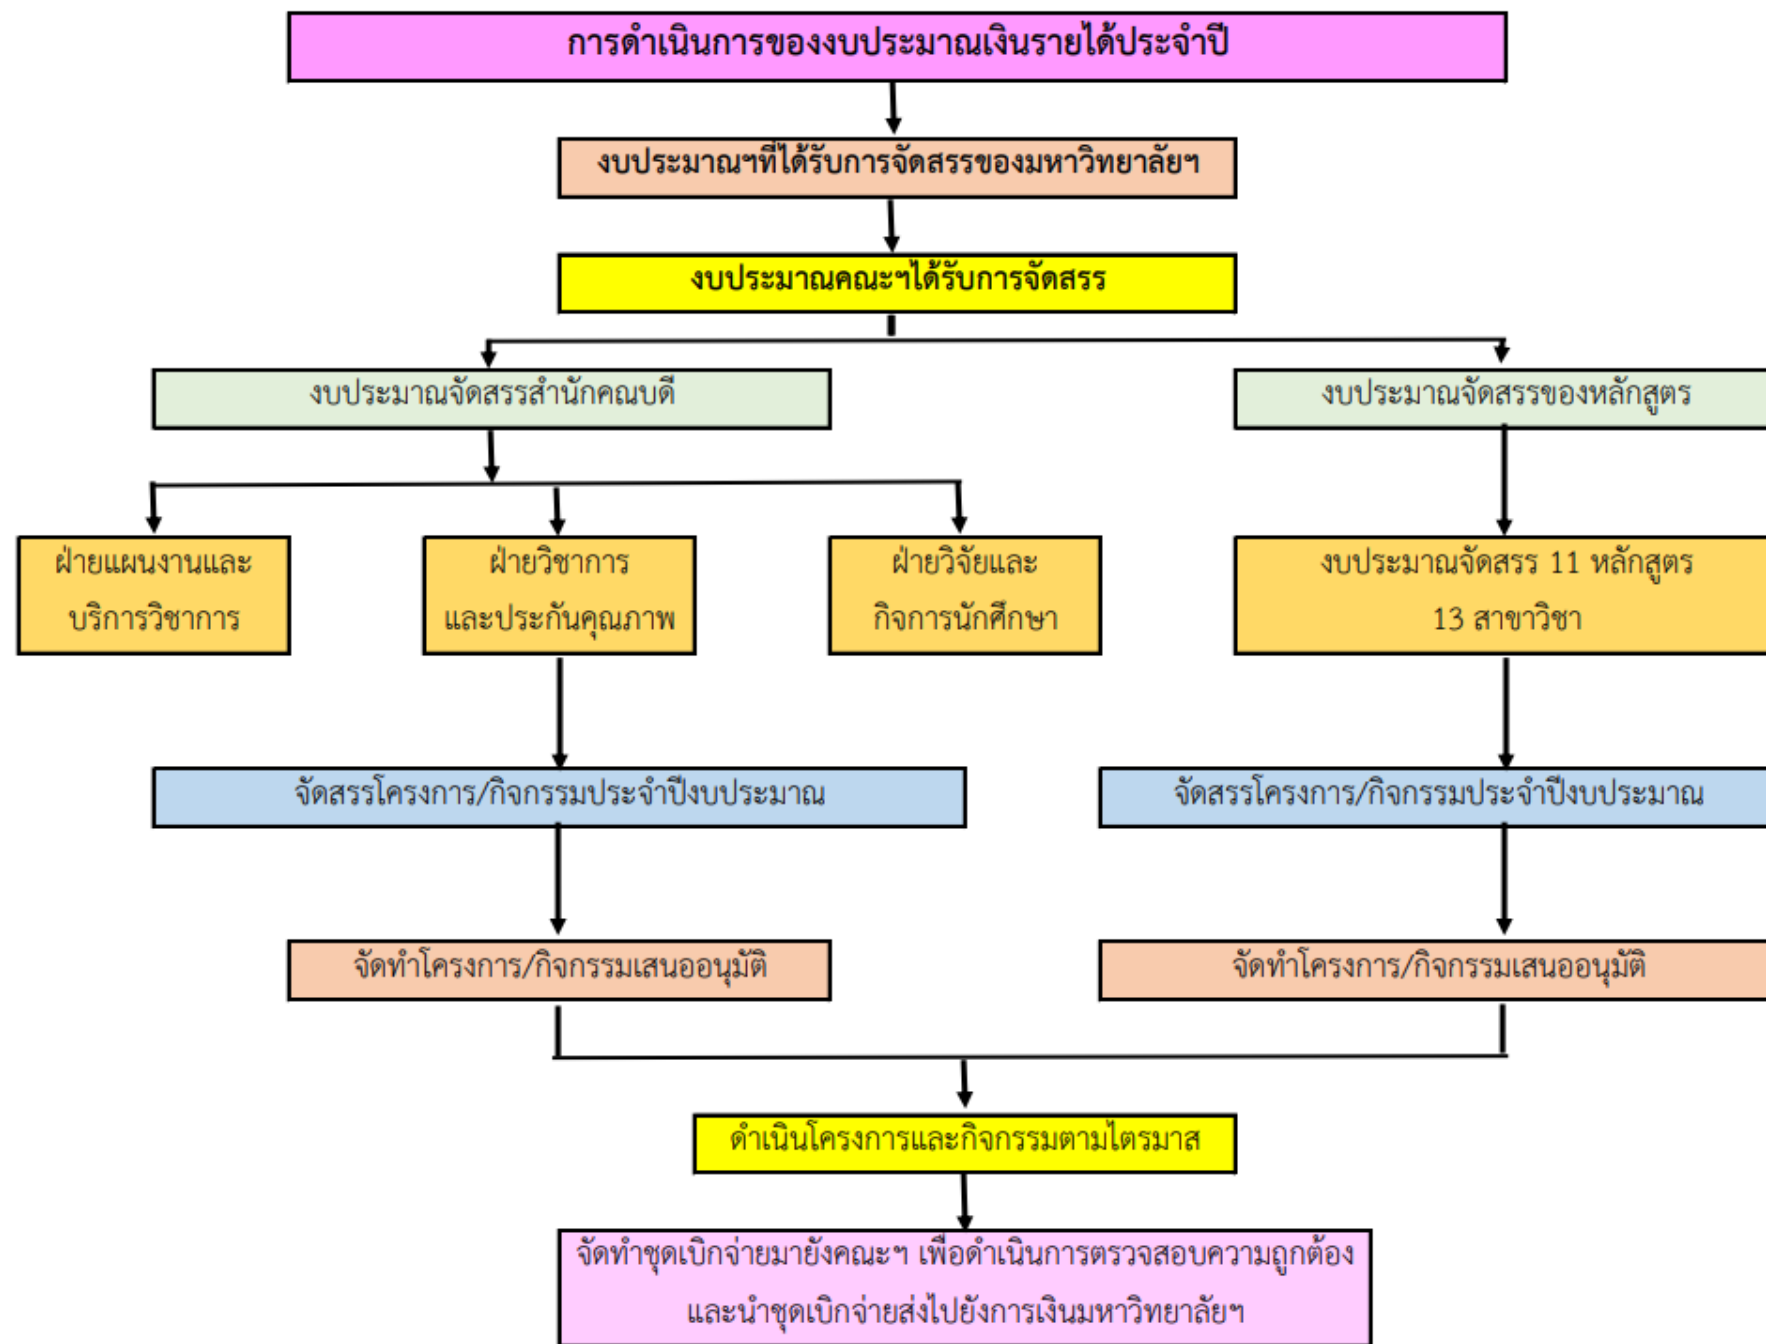 การดำเนินการของงบประมาณเงินรายได้ประจำปี
งบประมาณฯที่ได้รับการจัดสรรของมหาวิทยาลัยฯ
งบประมาณคณะฯได้รับการจัดสรร
งบประมาณจัดสรรสำนักคณบดี
งบประมาณจัดสรรของหลักสูตร
ฝ่ายแผนงานและ
บริการวิชาการ
ฝ่ายวิชาการ
และประกันคุณภาพ
ฝ่ายวิจัยและ
กิจการนักศึกษา
งบประมาณจัดสรร 11 หลักสูตร
13 สาขาวิชา
จัดสรรโครงการ/กิจกรรมประจำปีงบประมาณ
จัดสรรโครงการ/กิจกรรมประจำปีงบประมาณ
จัดทำโครงการ/กิจกรรมเสนออนุมัติ
จัดทำโครงการ/กิจกรรมเสนออนุมัติ
ดำเนินโครงการและกิจกรรมตามไตรมาส
จัดทำชุดเบิกจ่ายมายังคณะฯ เพื่อดำเนินการตรวจสอบความถูกต้อง
และนำชุดเบิกจ่ายส่งไปยังการเงินมหาวิทยาลัยฯ